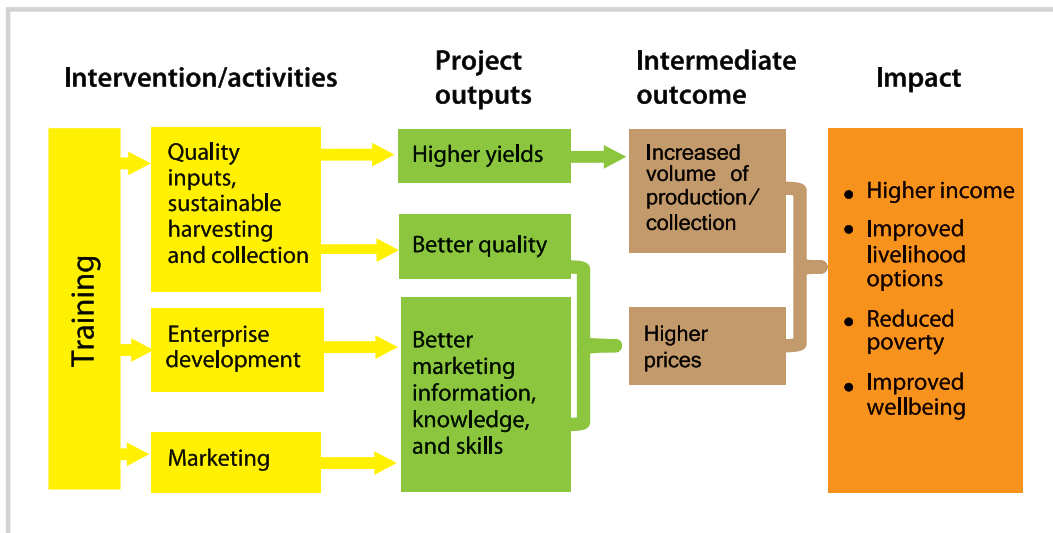 Intervention/activities
Project
outputs
Intermediate
outcome
Impact
Training
Quality
inputs,
sustainable
harvesting
and collection
Enterprise
development
Marketing
Higher yields
Better quality
Better
marketing
information,
knowledge,
and skills
Increased
volume of
production/
collection
Higher
prices
• Higher income
• Improved
livelihood
options
• Reduced
poverty
• Improved
wellbeing